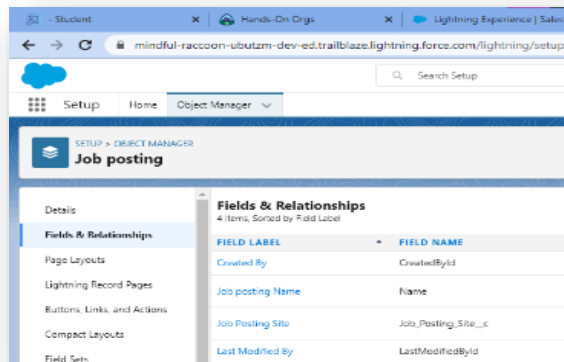 - Student × Hands-On Orgs × Lightning Experience | Sales
mindful-raccoon-ubutzm-dev-ed.trailblaze.lightning.force.com/lightning/setup
Search Setup
Setup Home Object Manager
SETUP > OBJECT MANAGER
Job posting
Details
Fields & Relationships
Page Layouts
Lightning Record Pages
Buttons, Links, and Actions
Compact Layouts
Field Sets
Fields & Relationships
4 Items, Sorted by Field Label
FIELD LABEL FIELD NAME
Created By CreatedById
Job posting Name Name
Job Posting Site Job_Posting_Site__c
Last Modified By LastModifiedById